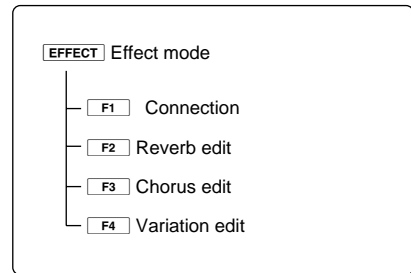 EFFECT Effect mode
F1 Connection
F2 Reverb edit
F3 Chorus edit
F4 Variation edit